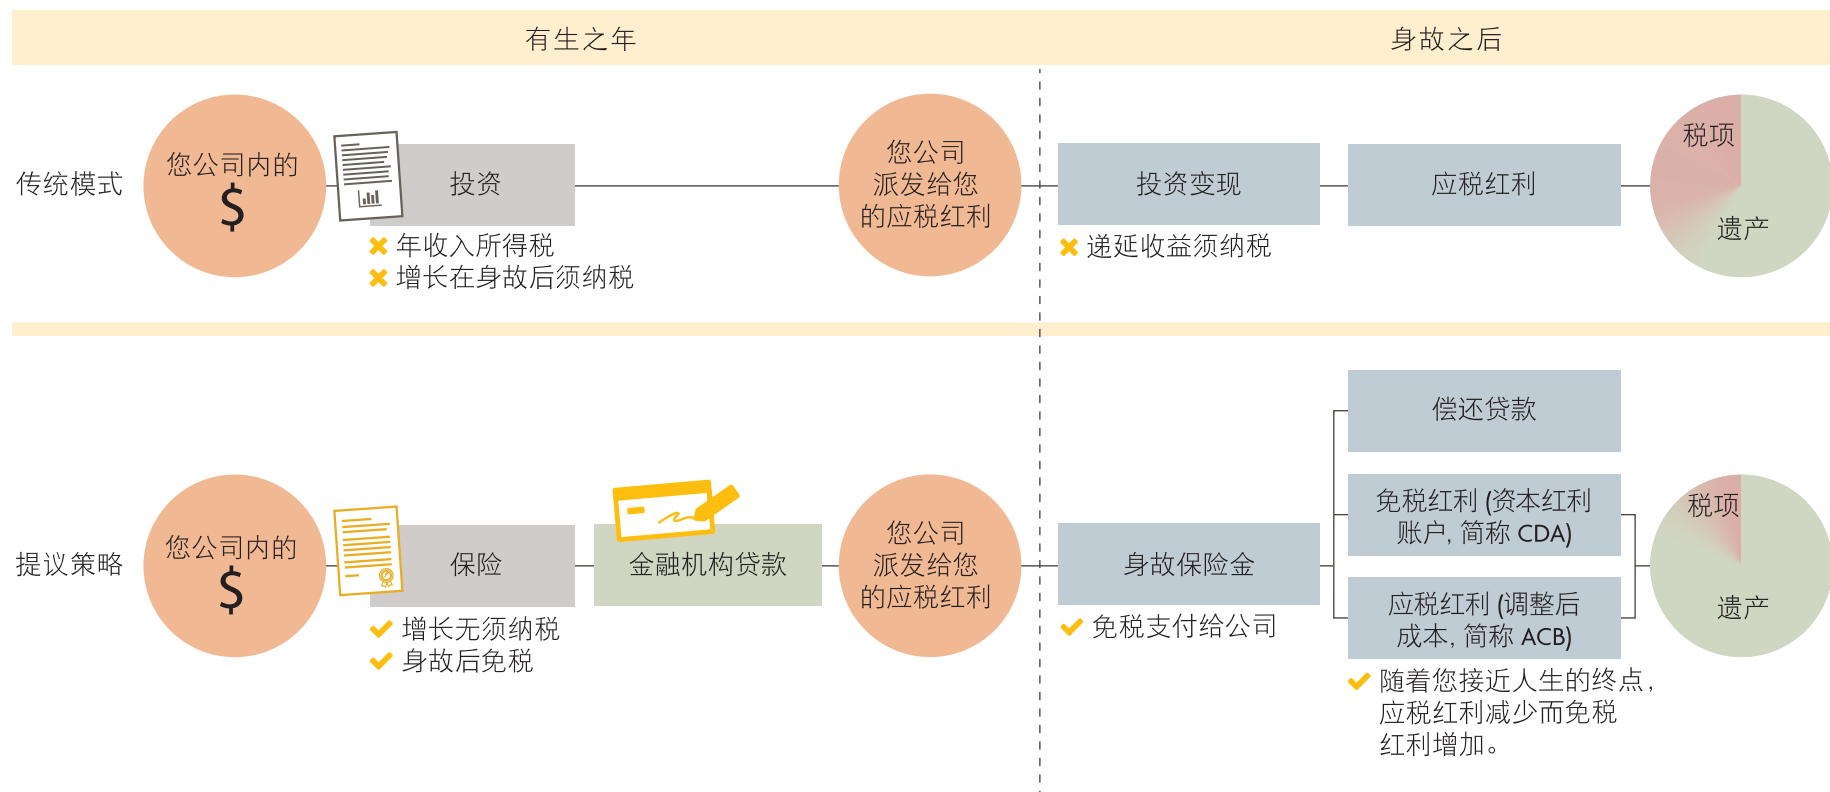 有生之年
身故之后
传统模式
您公司内的
$
投资
年收入所得税
增长在身故后须纳税
您公司
派发给您
的应税红利
投资变现
递延收益须纳税
应税红利
税项
遗产
提议策略
您公司内的
$
保险
增长无须纳税
身故后免税
金融机构贷款
您公司
派发给您
的应税红利
身故保险金
免税支付给公司
偿还贷款
免税红利 (资本红利
账户, 简称 CDA)
应税红利 (调整后
成本, 简称 ACB)
随着您接近人生的终点,
应税红利减少而免税
红利增加。
税项
遗产